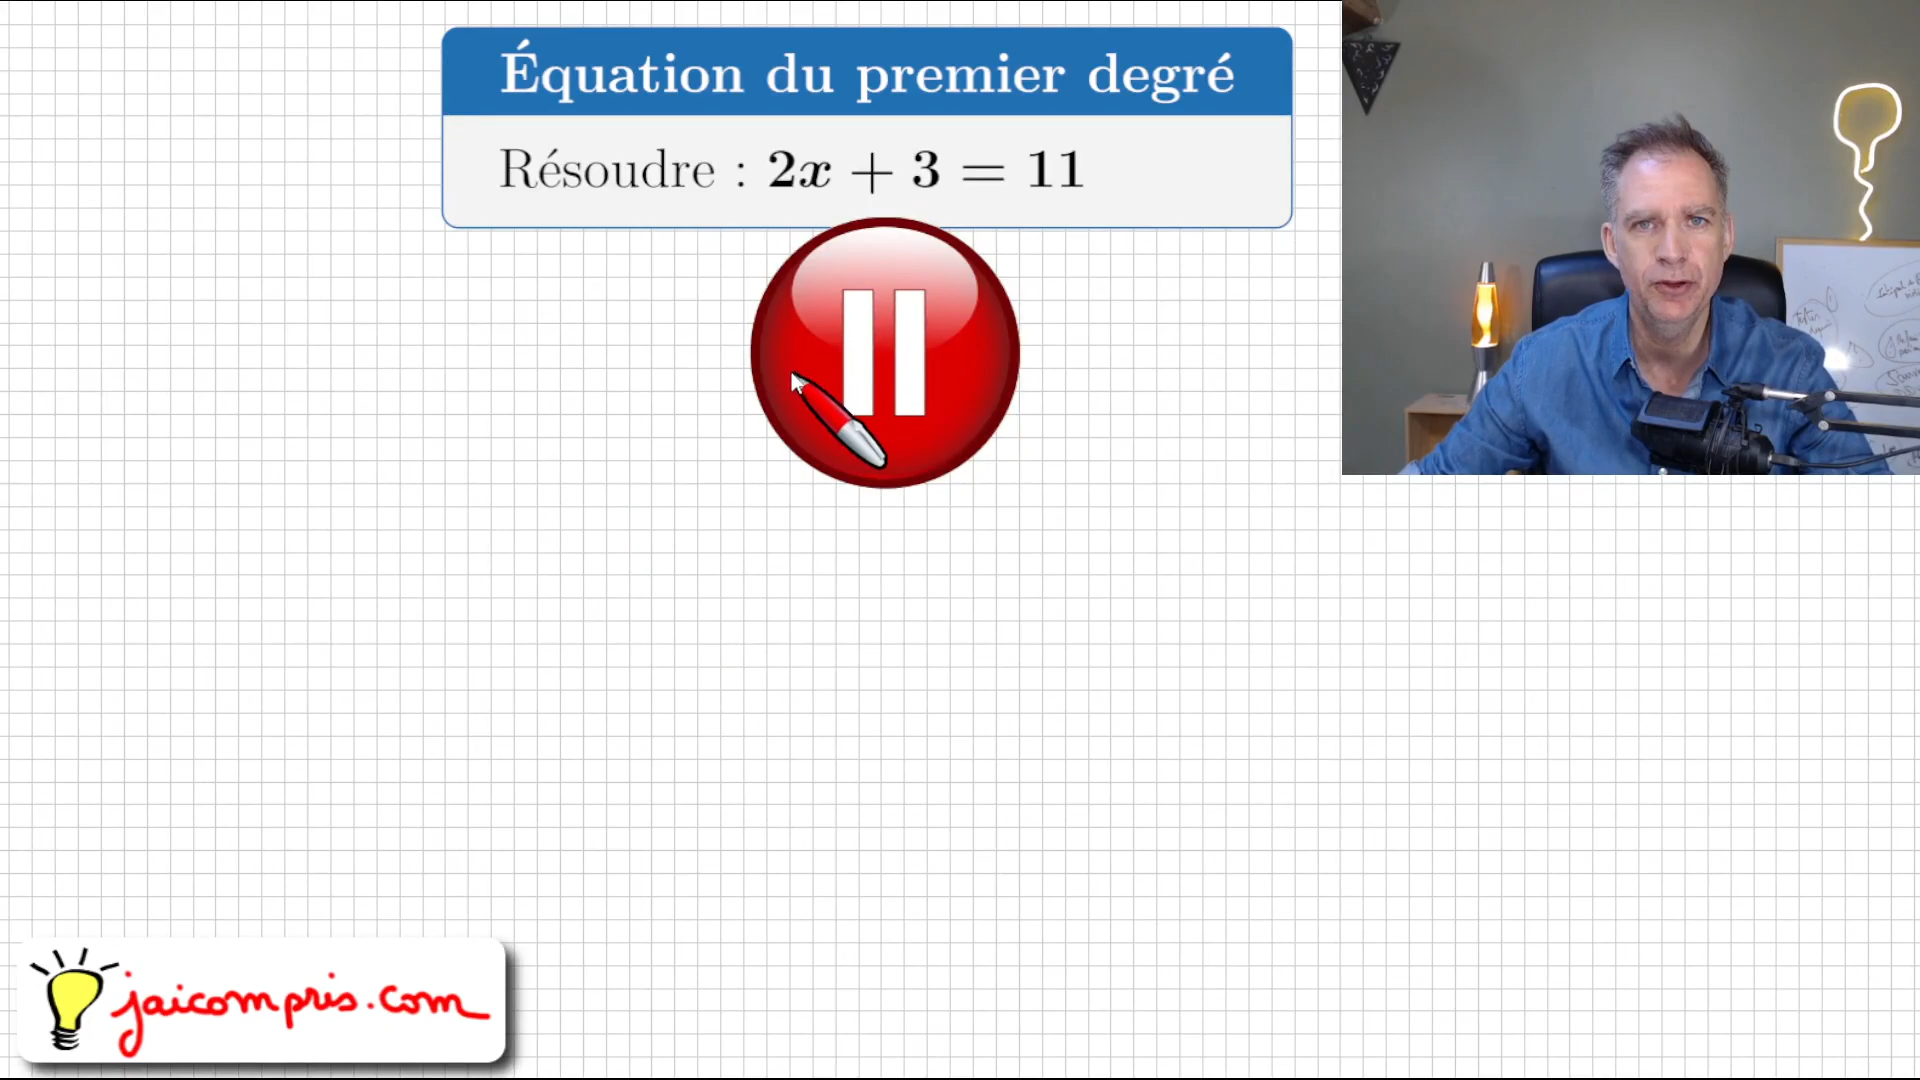 Équation du premier degré
Résoudre : 2x + 3 = 11
jaicompris.com